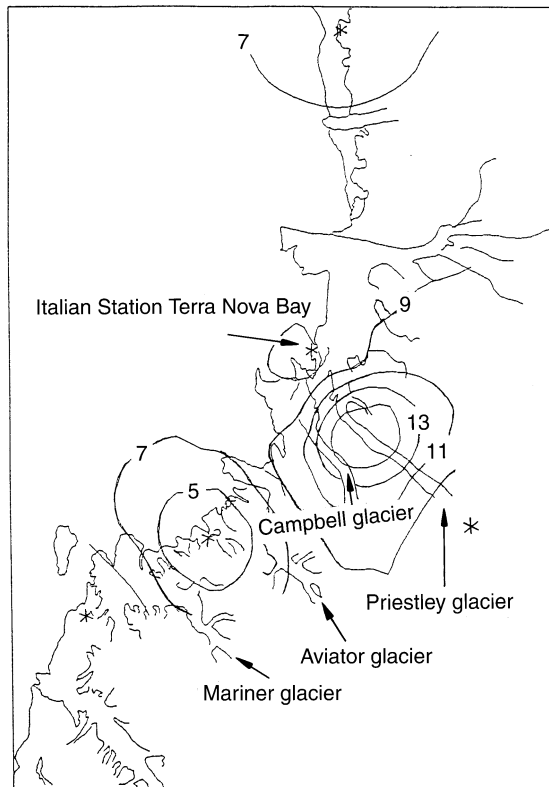 7
Italian Station Terra Nova Bay
9
13
11
7
5
Campbell glacier
Priestley glacier
Aviator glacier
Mariner glacier